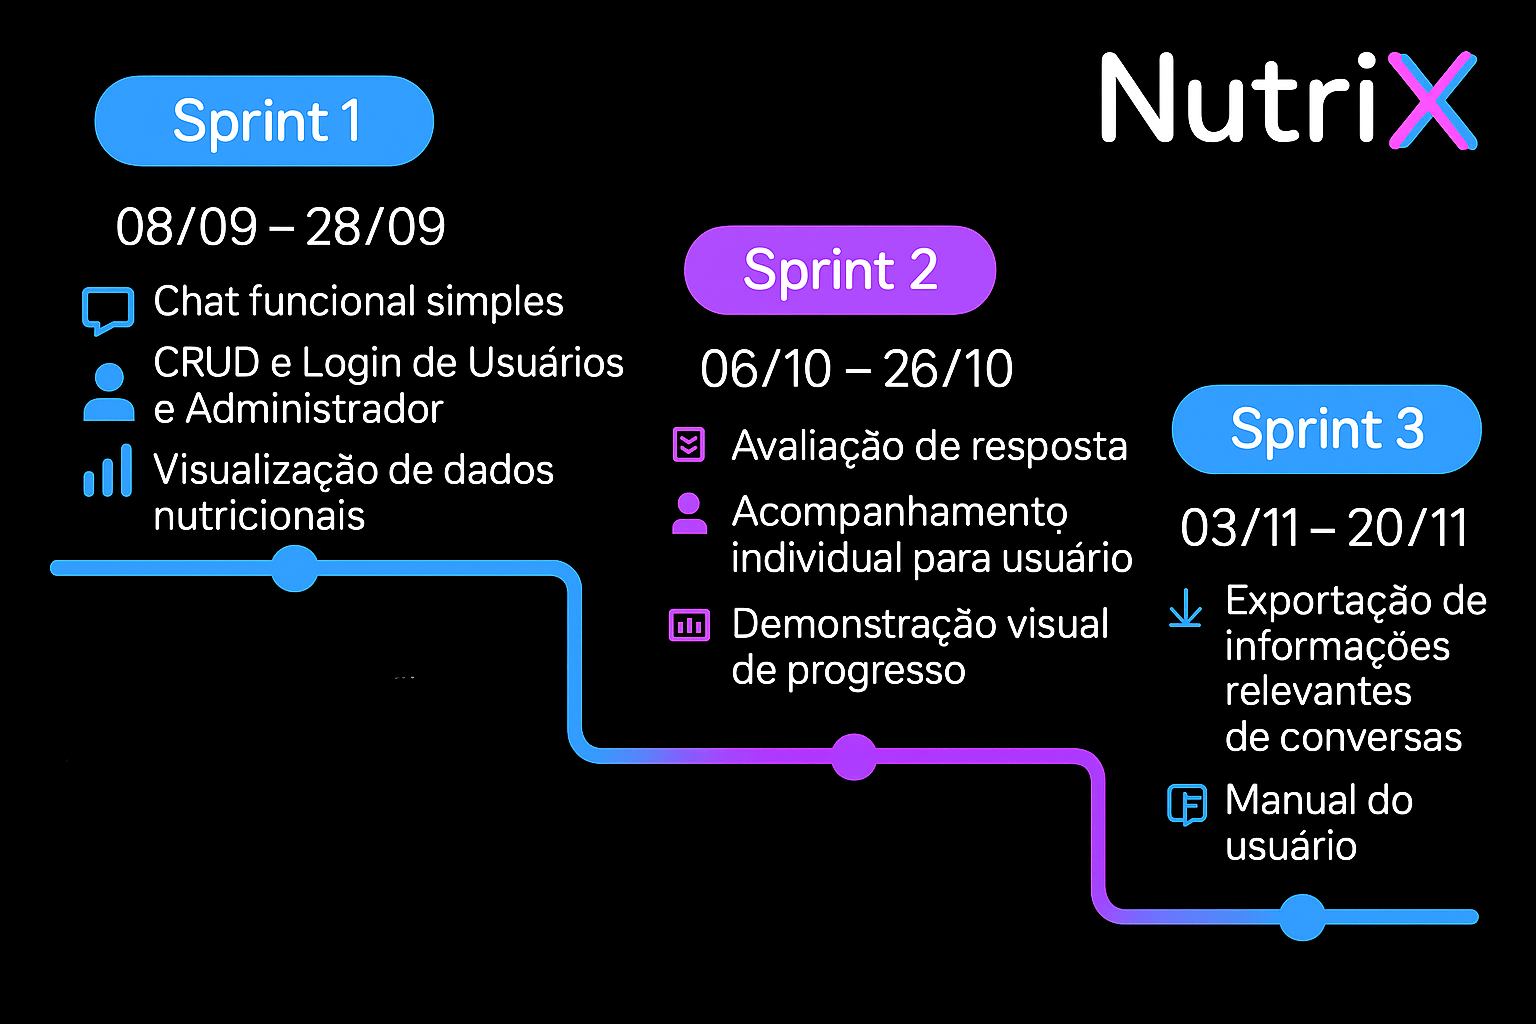 NutriX
Sprint 1
08/09 – 28/09
Chat funcional simples
CRUD e Login de Usuários
e Administrador
Visualização de dados
nutricionais
Sprint 2
06/10 – 26/10
Avaliação de resposta
Acompanhamento
individual para usuário
Demonstração visual
de progresso
Sprint 3
03/11 – 20/11
Exportação de
informações
relevantes
de conversas
Manual do
usuário